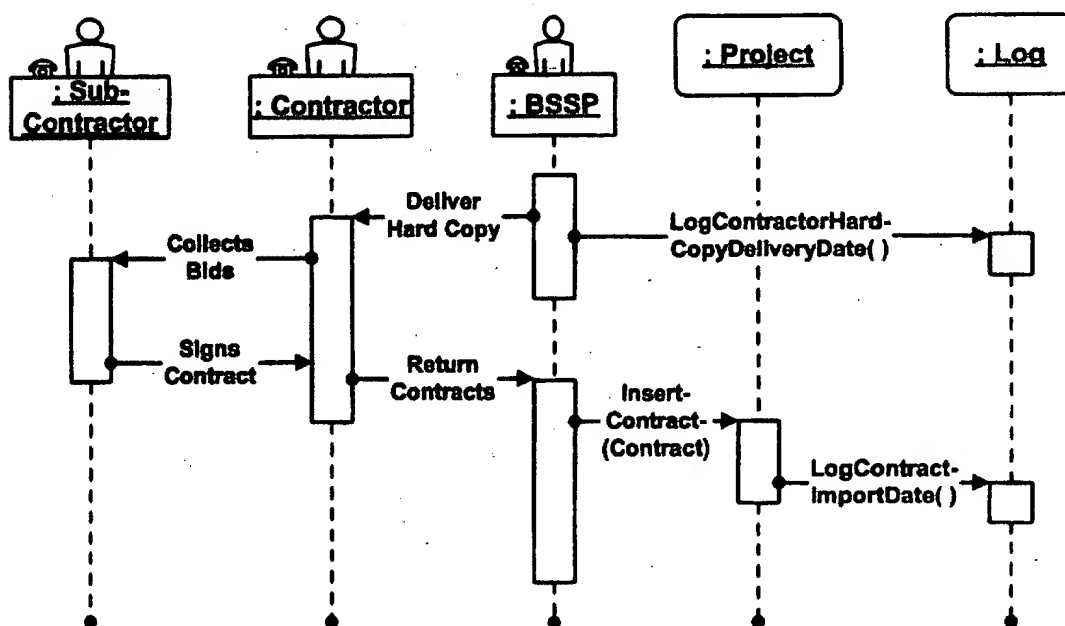 : Sub-
Contractor
: Contractor
: BSSP
: Project
: Log
Deliver
Hard Copy
LogContractorHard-
CopyDeliveryDate( )
Collects
Bids
Signs
Contract
Return
Contracts
Insert-
Contract-
(Contract)
LogContract-
ImportDate( )